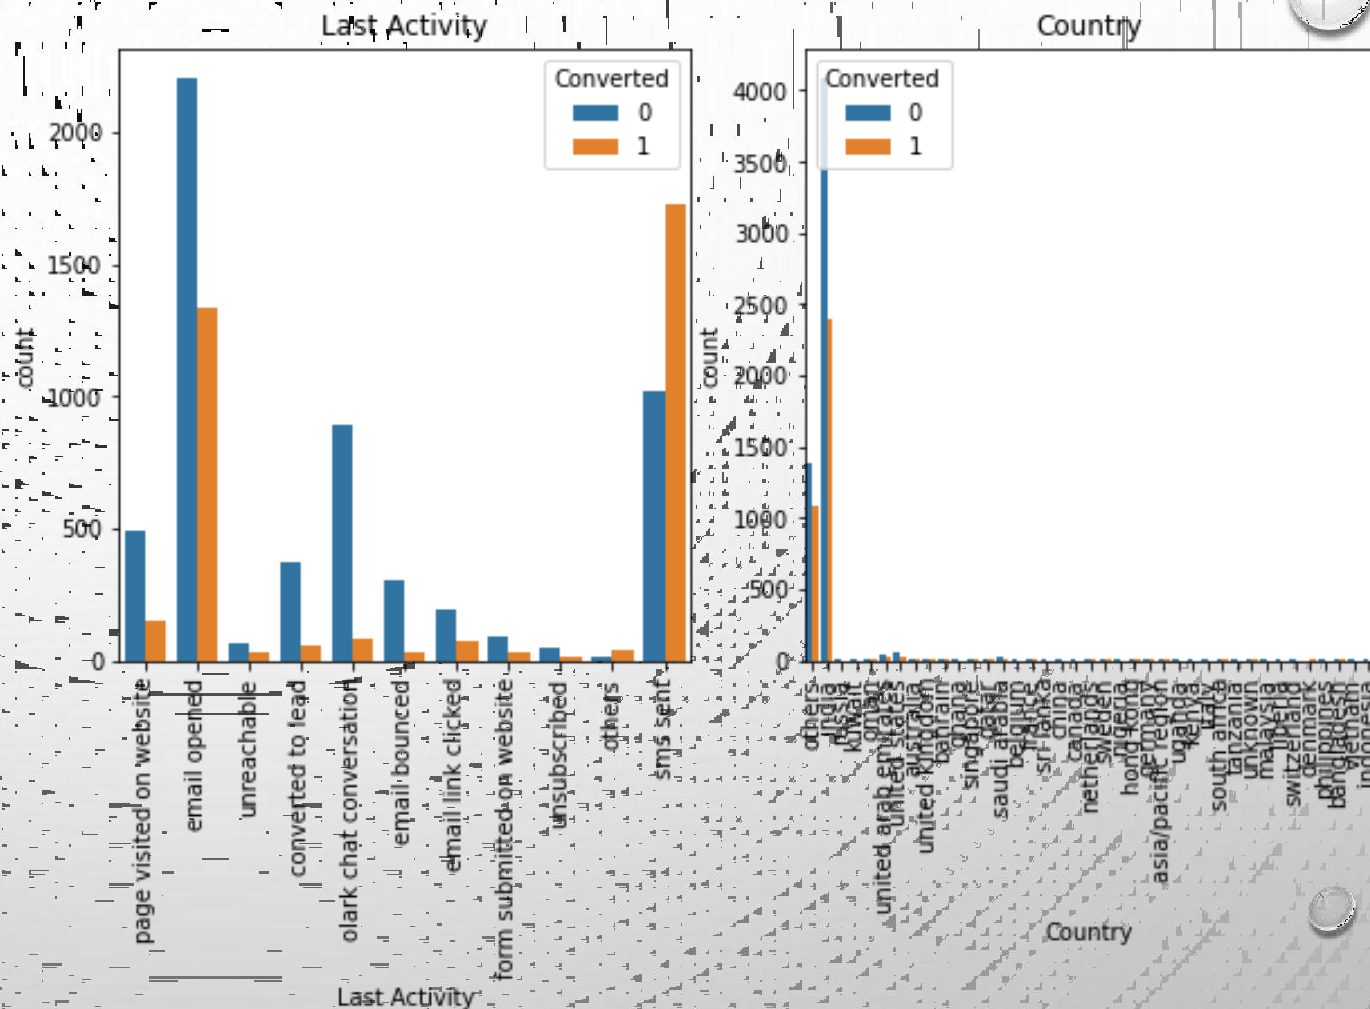 Last Activity
Converted
0
1
2000
1500
1000
500
0
count
page visited on website
email opened
unreachable
converted to lead
olark chat conversation
email bounced
email link clicked
form submitted on website
unsubscribed
others
sms sent
Last Activity
Country
Converted
0
1
4000
3500
3000
2500
2000
1500
1000
500
0
count
others
india
russia
kuwait
oman
united arab emirates
united states
australia
united kingdom
bahrain
ghana
singapore
qatar
saudi arabia
belgium
france
sri lanka
china
canada
netherlands
sweden
nigeria
hong kong
germany
asia/pacific region
uganda
kenya
italy
south africa
tanzania
unknown
malaysia
liberia
switzerland
denmark
philippines
bangladesh
vietnam
Country